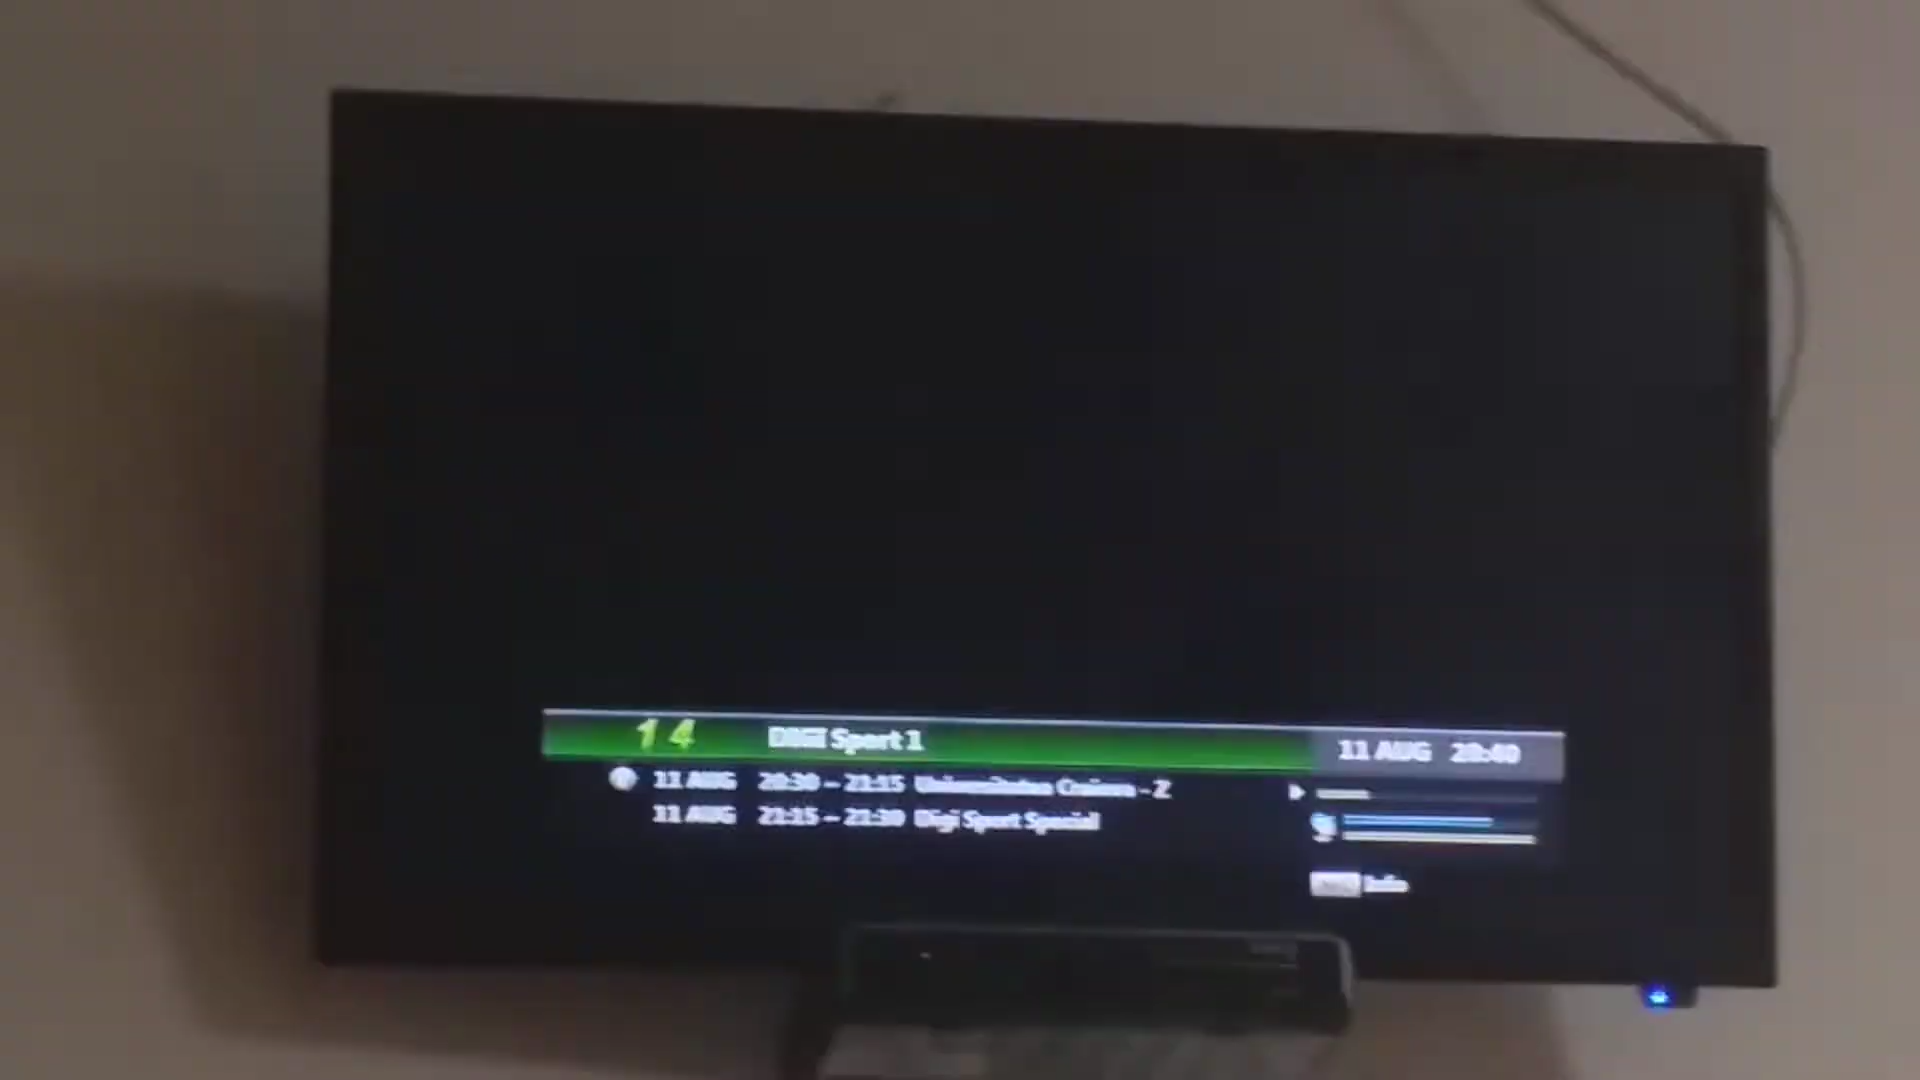 14 DIGI Sport 1 11 AUG 20:40
11 AUG 20:30 – 21:15 Universitatea Craiova - Z
11 AUG 21:15 – 21:30 Digi Sport Special
Info